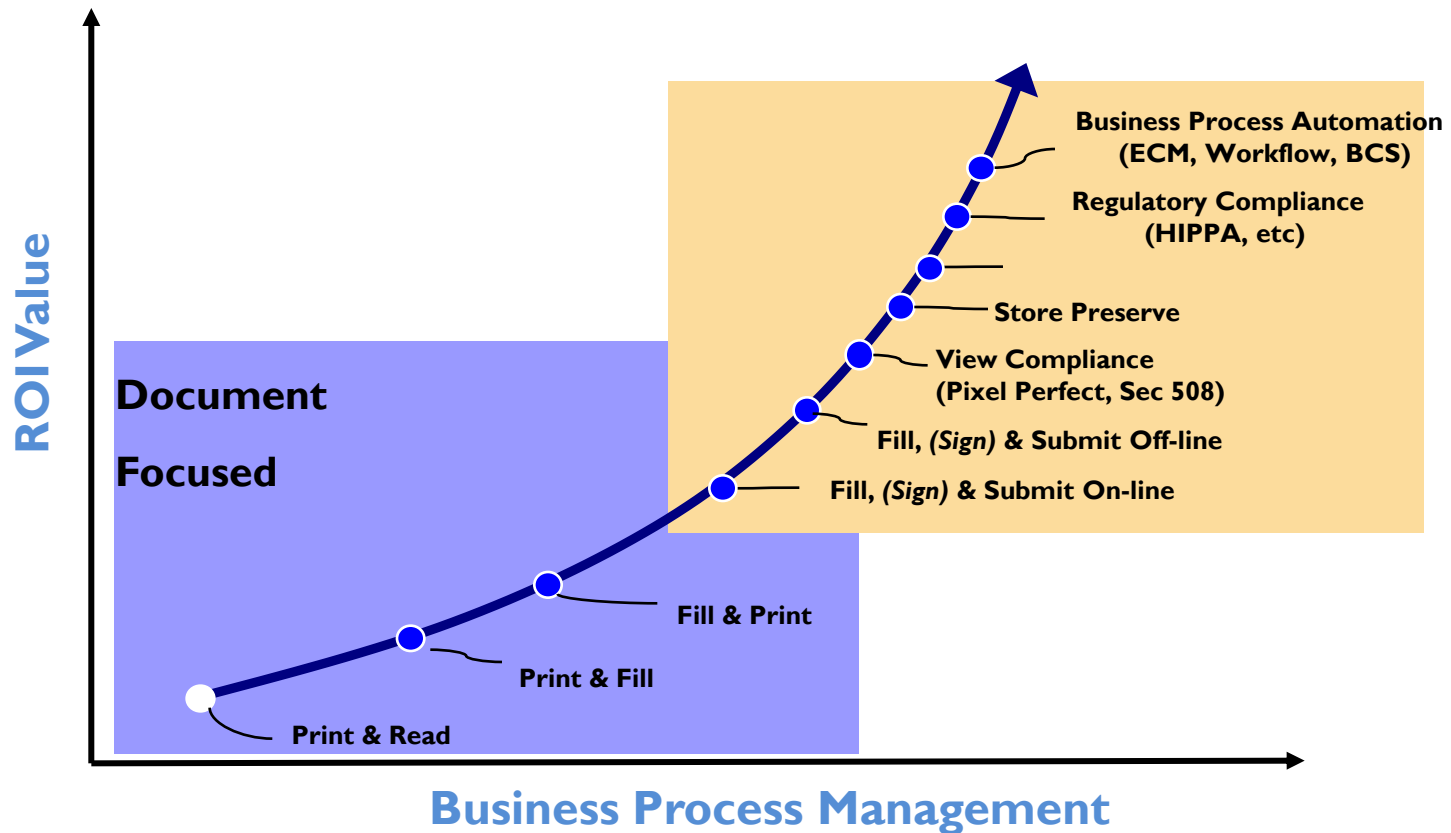 Business Process Automation
(ECM, Workflow, BCS)
Regulatory Compliance
(HIPPA, etc)
Store Preserve
View Compliance
(Pixel Perfect, Sec 508)
Fill, (Sign) & Submit Off-line
Fill, (Sign) & Submit On-line
Document
Focused
Fill & Print
Print & Fill
Print & Read
ROI Value
Business Process Management